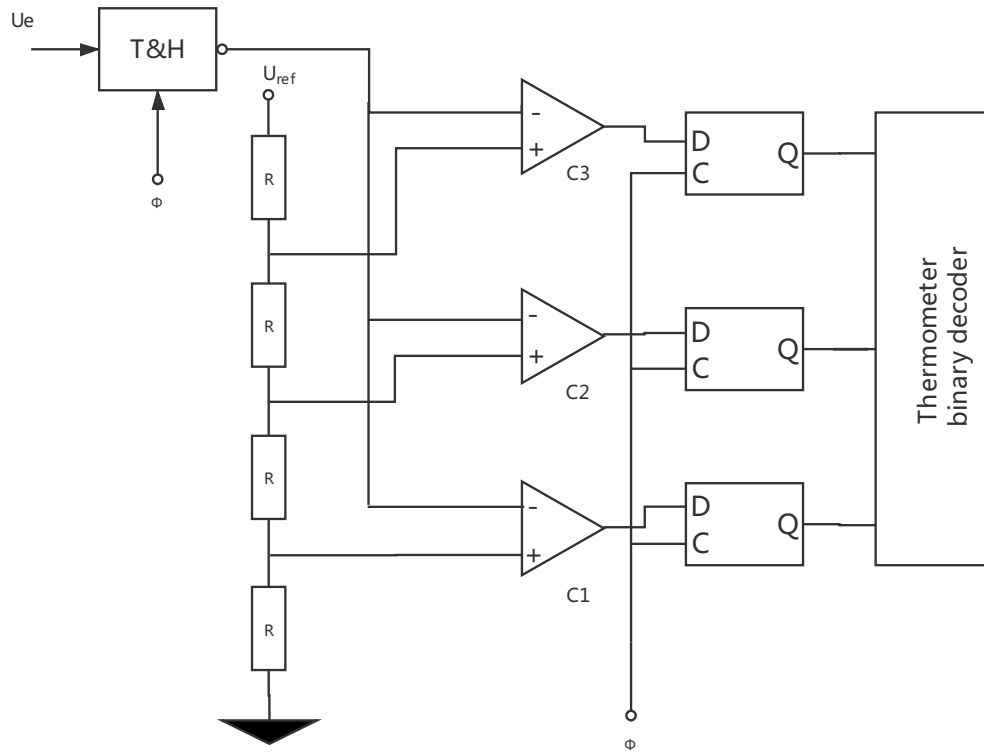 Ue
T&H
Φ
Uref
R
R
R
R
-
+
C3
-
+
C2
-
+
C1
D
C
Q
D
C
Q
D
C
Q
Φ
Thermometer
binary decoder